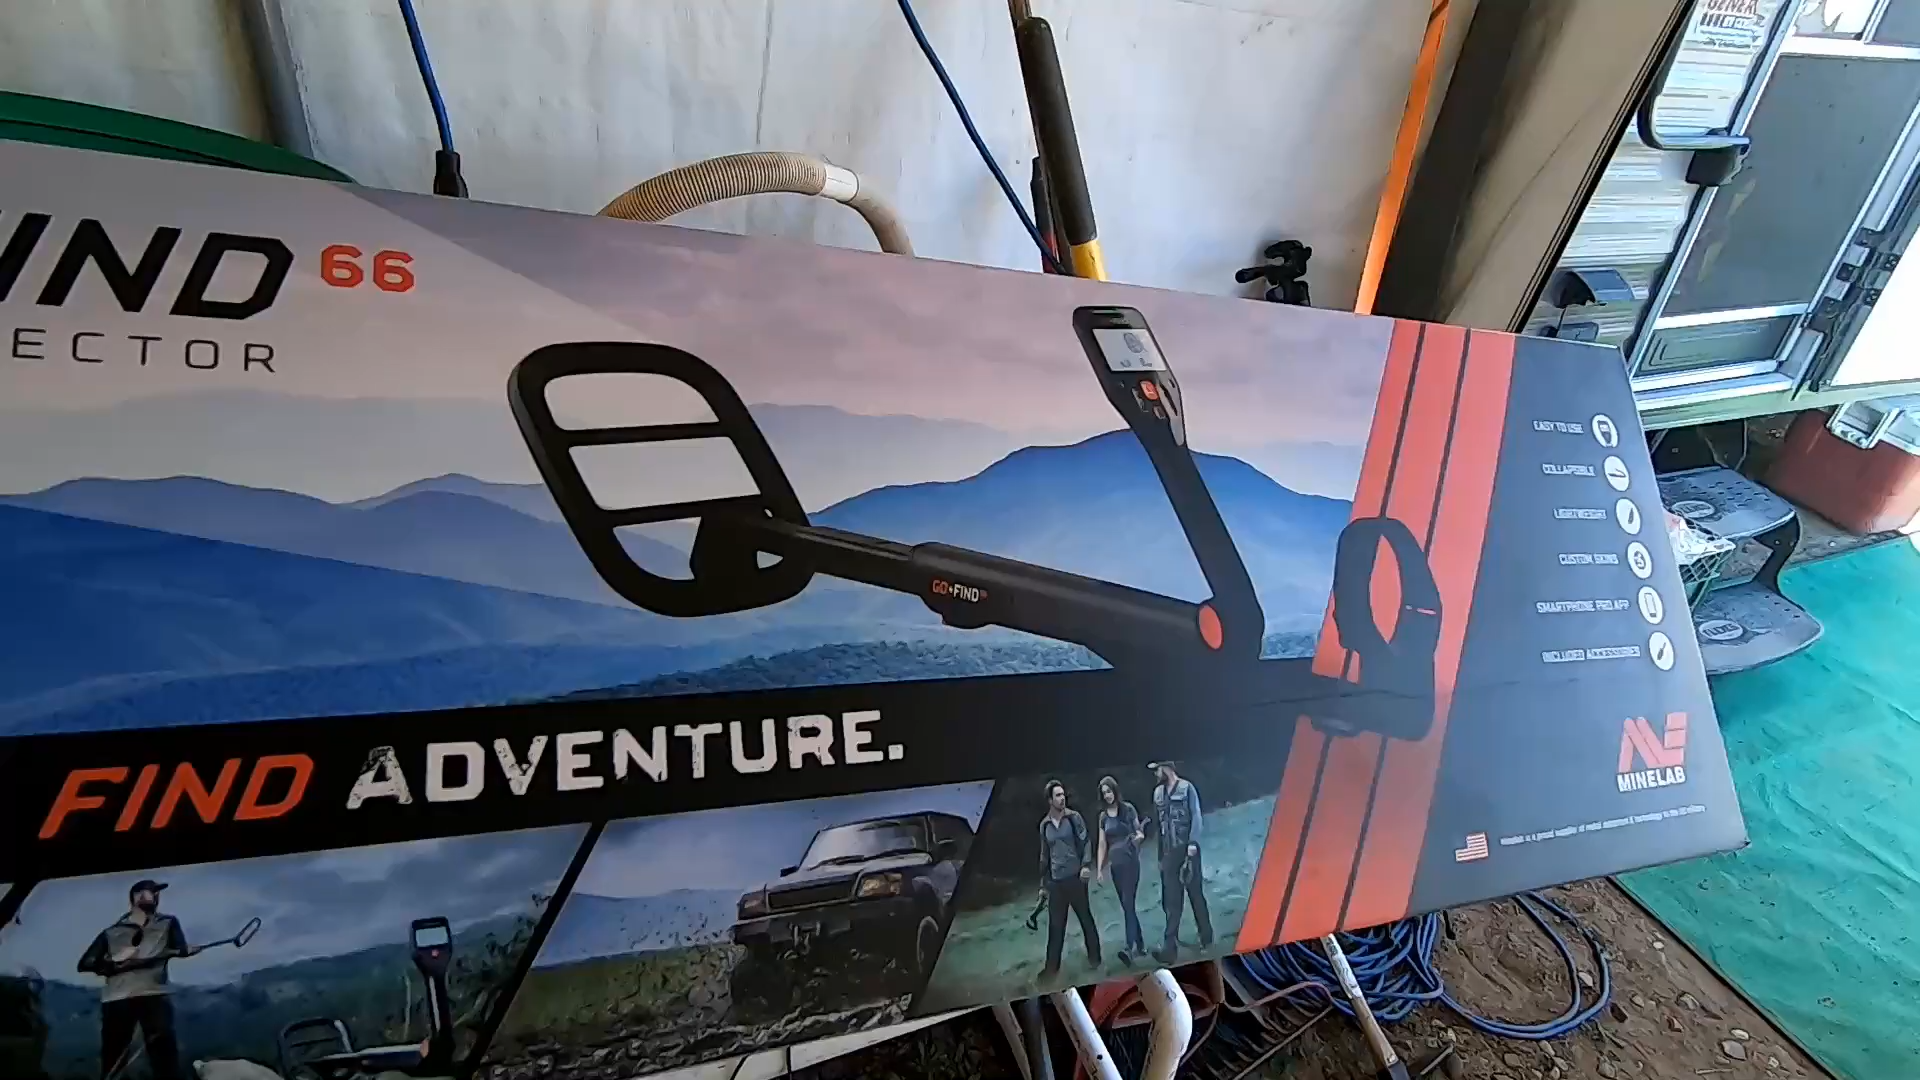 IND 66
ECTOR
GO FIND
EASY TO USE
COLLAPSIBLE
LIGHTWEIGHT
CUSTOM SKINS
SMARTPHONE PRO APP
INCLUDED ACCESSORIES
FIND ADVENTURE.
MINELAB